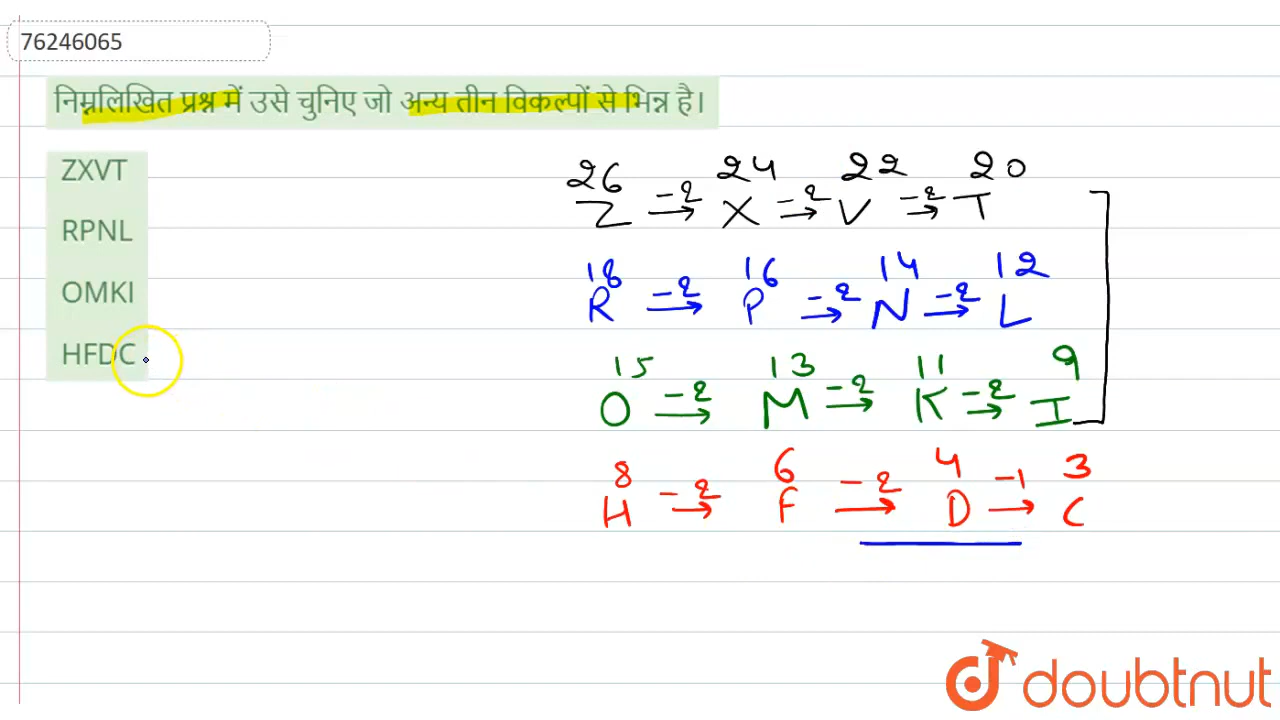 76246065
निम्नलिखित प्रश्न में उसे चुनिए जो अन्य तीन विकल्पों से भिन्न है।
ZXVT
RPNL
OMKI
HFDC
26 24 22 20
Z -2→ X -2→ V -2→ T
18 16 14 12
R -2→ P -2→ N -2→ L
15 13 11 9
O -2→ M -2→ K -2→ I
8 6 4 3
H -2→ F -2→ D -1→ C
doubtnut